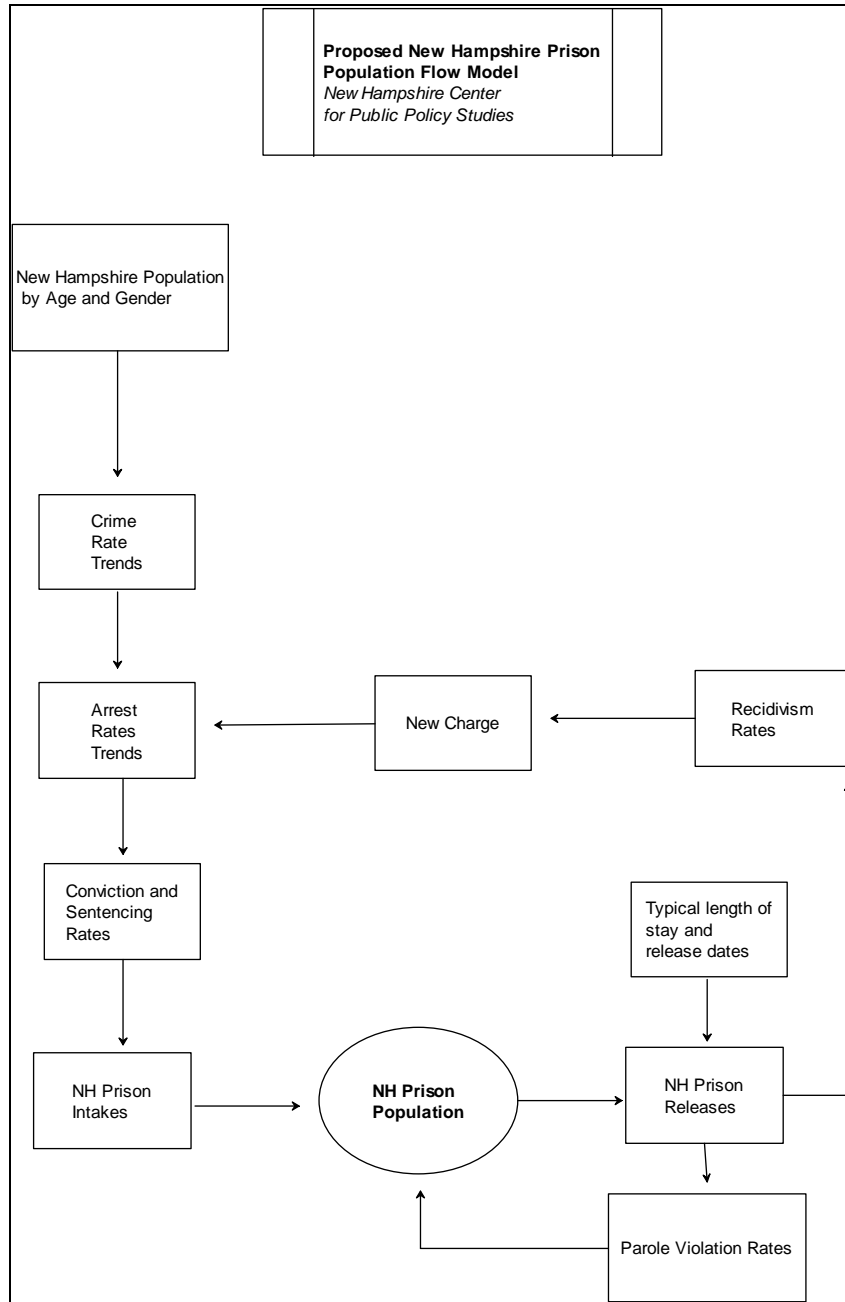 Proposed New Hampshire Prison
Population Flow Model
New Hampshire Center
for Public Policy Studies
New Hampshire Population
by Age and Gender
Crime
Rate
Trends
Arrest
Rates
Trends
New Charge
Recidivism
Rates
Conviction and
Sentencing
Rates
Typical length of
stay and
release dates
NH Prison
Intakes
NH Prison
Population
NH Prison
Releases
Parole Violation Rates